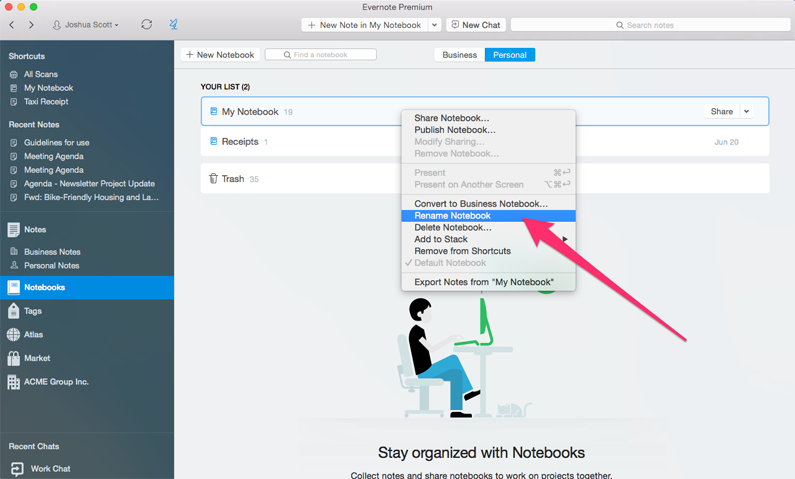 Evernote Premium
Joshua Scott
+ New Note in My Notebook
New Chat
Search notes
Shortcuts
All Scans
My Notebook
Taxi Receipt
Recent Notes
Guidelines for use
Meeting Agenda
Meeting Agenda
Agenda - Newsletter Project Update
Fwd: Bike-Friendly Housing and La...
Notes
Business Notes
Personal Notes
Notebooks
Tags
Atlas
Market
ACME Group Inc.
Recent Chats
Work Chat
+ New Notebook
Find a notebook
Business Personal
YOUR LIST (2)
My Notebook 19 Share
Receipts 1 Jun 20
Trash 35
Share Notebook...
Publish Notebook...
Modify Sharing...
Remove Notebook...
Present ⌘↩
Present on Another Screen ⌥⌘↩
Convert to Business Notebook...
Rename Notebook
Delete Notebook...
Add to Stack ▶
Remove from Shortcuts
✓ Default Notebook
Export Notes from "My Notebook"
Stay organized with Notebooks
Collect notes and share notebooks to work on projects together.